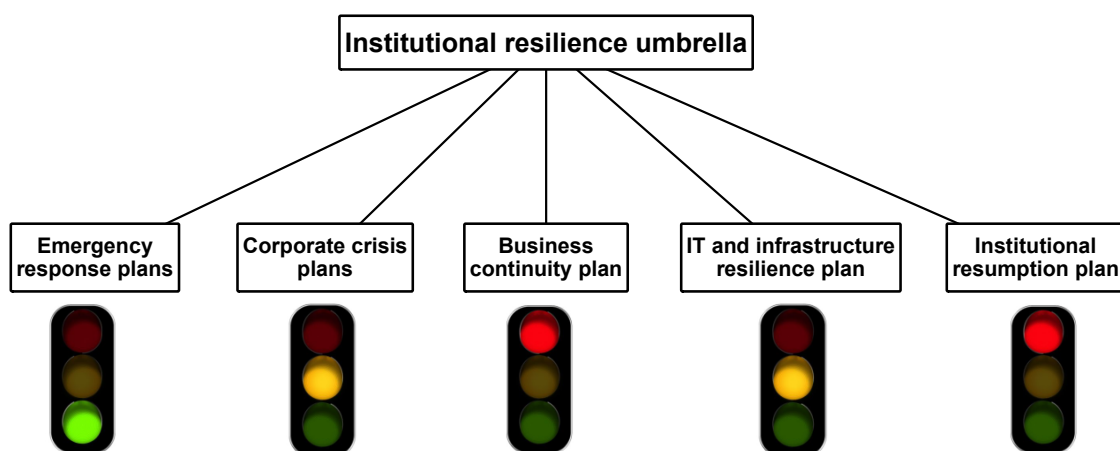 Institutional resilience umbrella
Emergency
response plans
Corporate crisis
plans
Business
continuity plan
IT and infrastructure
resilience plan
Institutional
resumption plan